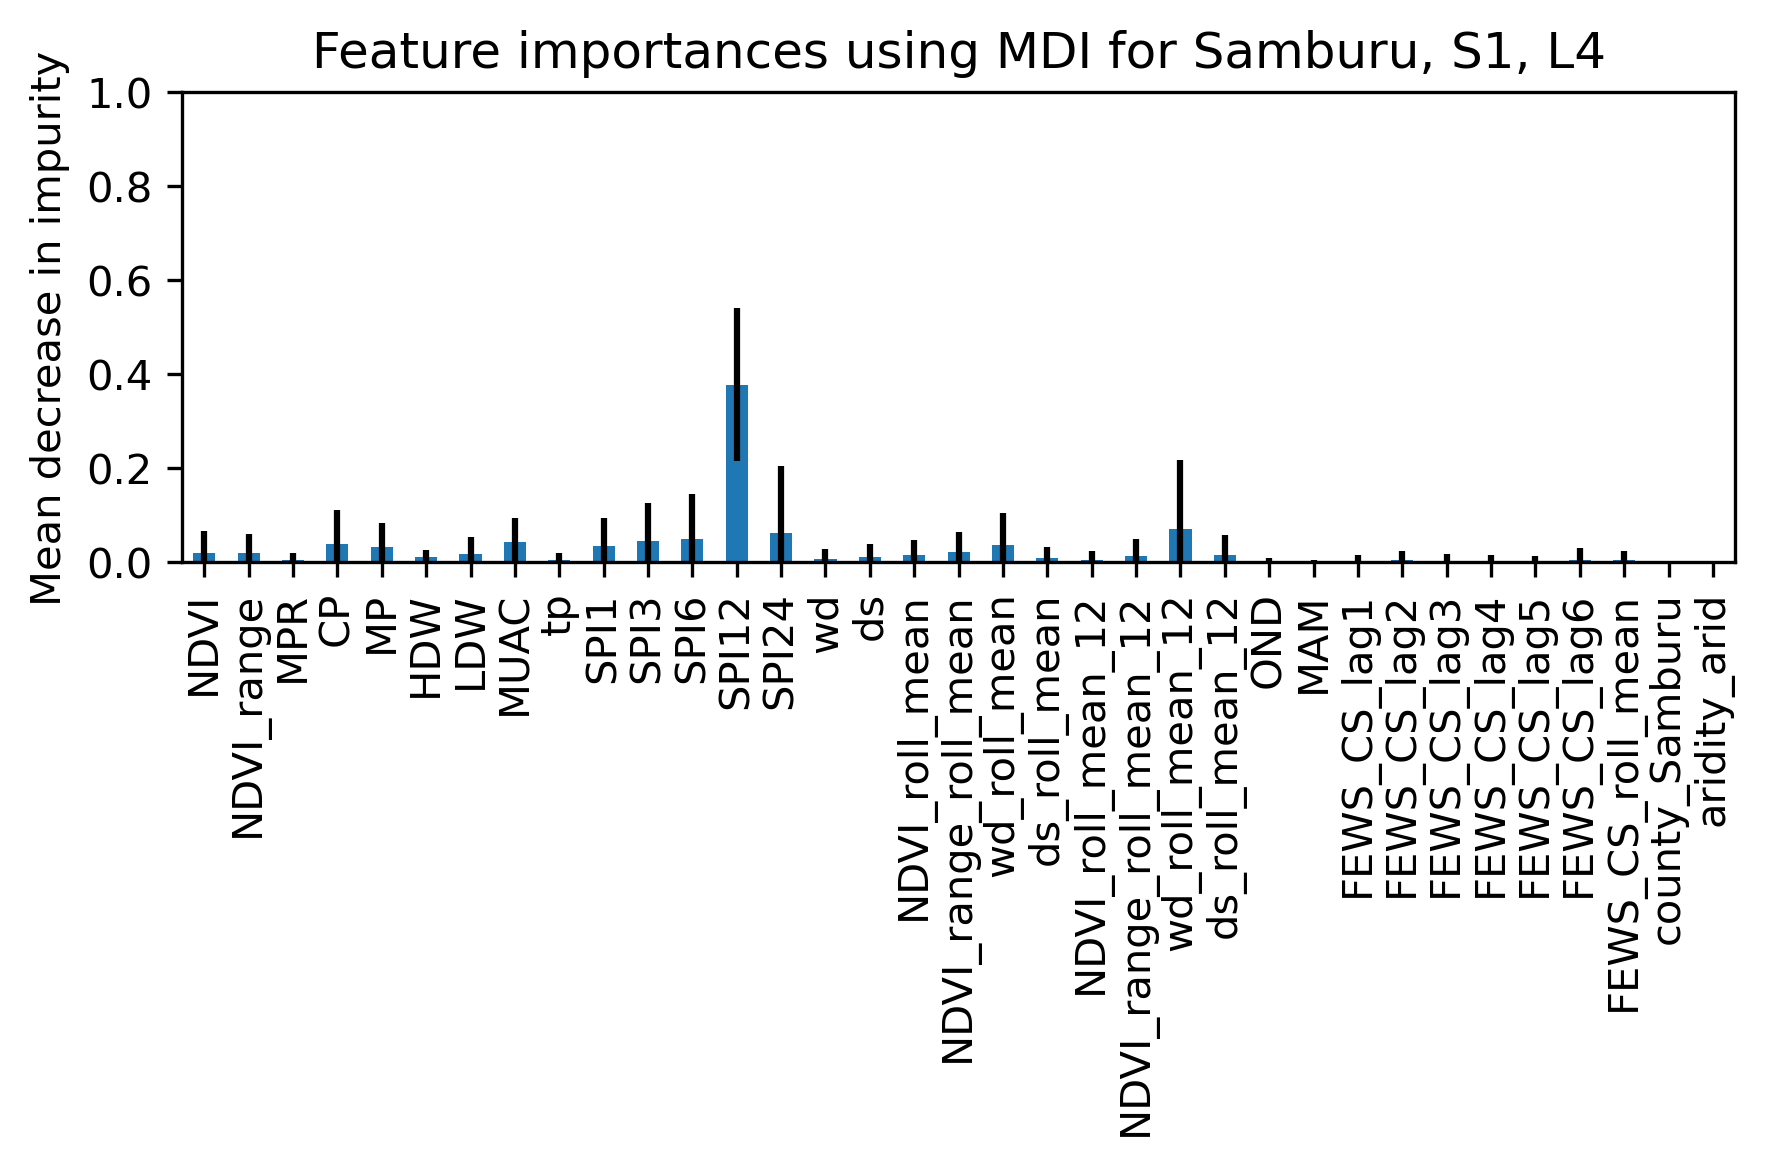 Feature importances using MDI for Samburu, S1, L4
Mean decrease in impurity
1.0
0.8
0.6
0.4
0.2
0.0
NDVI
NDVI_range
MPR
CP
MP
HDW
LDW
MUAC
tp
SPI1
SPI3
SPI6
SPI12
SPI24
wd
ds
NDVI_roll_mean
NDVI_range_roll_mean
wd_roll_mean
ds_roll_mean
NDVI_roll_mean_12
NDVI_range_roll_mean_12
wd_roll_mean_12
ds_roll_mean_12
OND
MAM
FEWS_CS_lag1
FEWS_CS_lag2
FEWS_CS_lag3
FEWS_CS_lag4
FEWS_CS_lag5
FEWS_CS_lag6
FEWS_CS_roll_mean
county_Samburu
aridity_arid